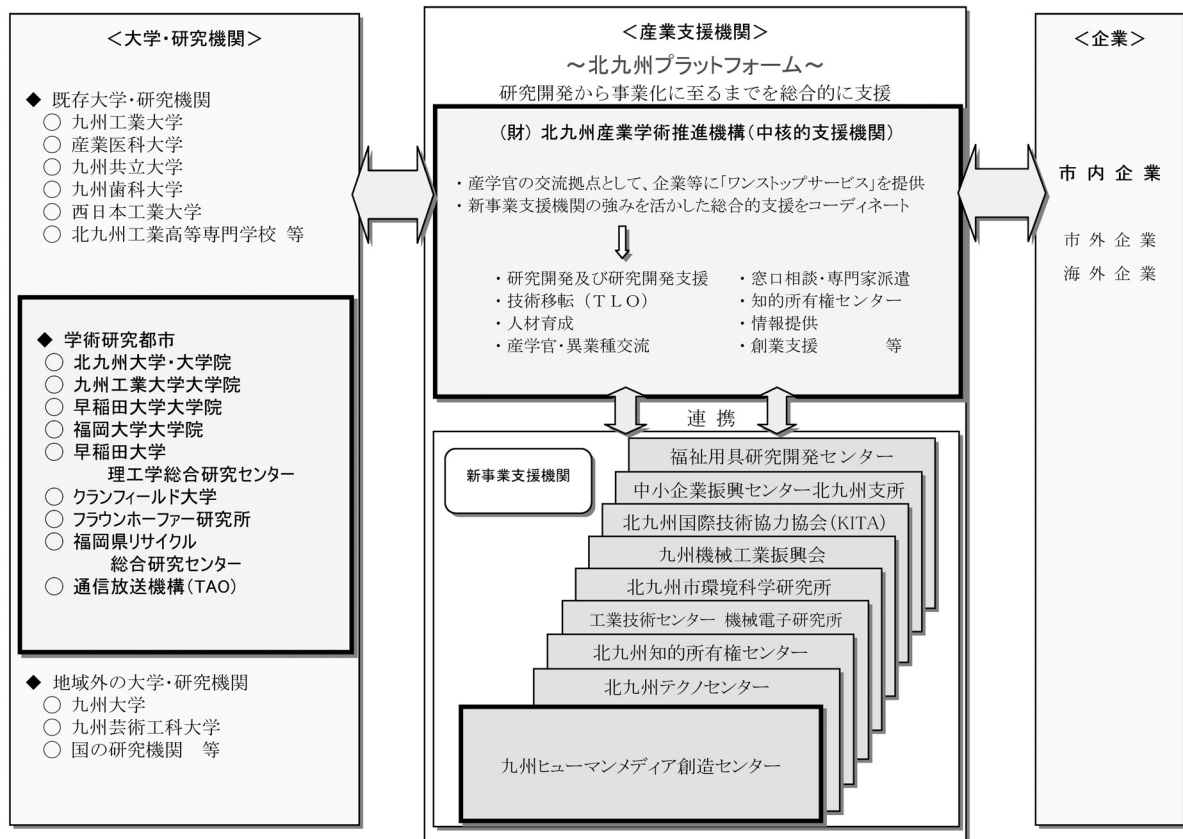 ＜大学・研究機関＞
◆ 既存大学・研究機関
○ 九州工業大学
○ 産業医科大学
○ 九州共立大学
○ 九州歯科大学
○ 西日本工業大学
○ 北九州工業高等専門学校 等
◆ 学術研究都市
○ 北九州大学・大学院
○ 九州工業大学大学院
○ 早稲田大学大学院
○ 福岡大学大学院
○ 早稲田大学
理工学総合研究センター
○ クランフィールド大学
○ フラウンホーファー研究所
○ 福岡県リサイクル
総合研究センター
○ 通信放送機構（TAO）
◆ 地域外の大学・研究機関
○ 九州大学
○ 九州芸術工科大学
○ 国の研究機関 等
＜産業支援機関＞
～北九州プラットフォーム～
研究開発から事業化に至るまでを総合的に支援
（財）北九州産業学術推進機構（中核的支援機関）
・産学官の交流拠点として、企業等に「ワンストップサービス」を提供
・新事業支援機関の強みを活かした総合的支援をコーディネート
・研究開発及び研究開発支援
・技術移転（ＴＬＯ）
・人材育成
・産学官・異業種交流
・窓口相談・専門家派遣
・知的所有権センター
・情報提供
・創業支援 等
連 携
新事業支援機関
福祉用具研究開発センター
中小企業振興センター北九州支所
北九州国際技術協力協会（KITA）
九州機械工業振興会
北九州市環境科学研究所
工業技術センター 機械電子研究所
北九州知的所有権センター
北九州テクノセンター
九州ヒューマンメディア創造センター
＜企業＞
市 内 企 業
市 外 企 業
海 外 企 業